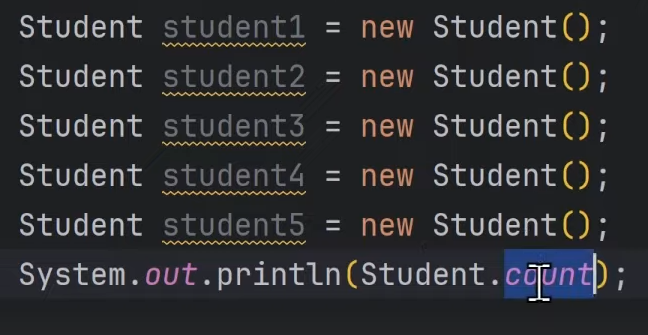 Student student1 = new Student();
Student student2 = new Student();
Student student3 = new Student();
Student student4 = new Student();
Student student5 = new Student();
System.out.println(Student.count);